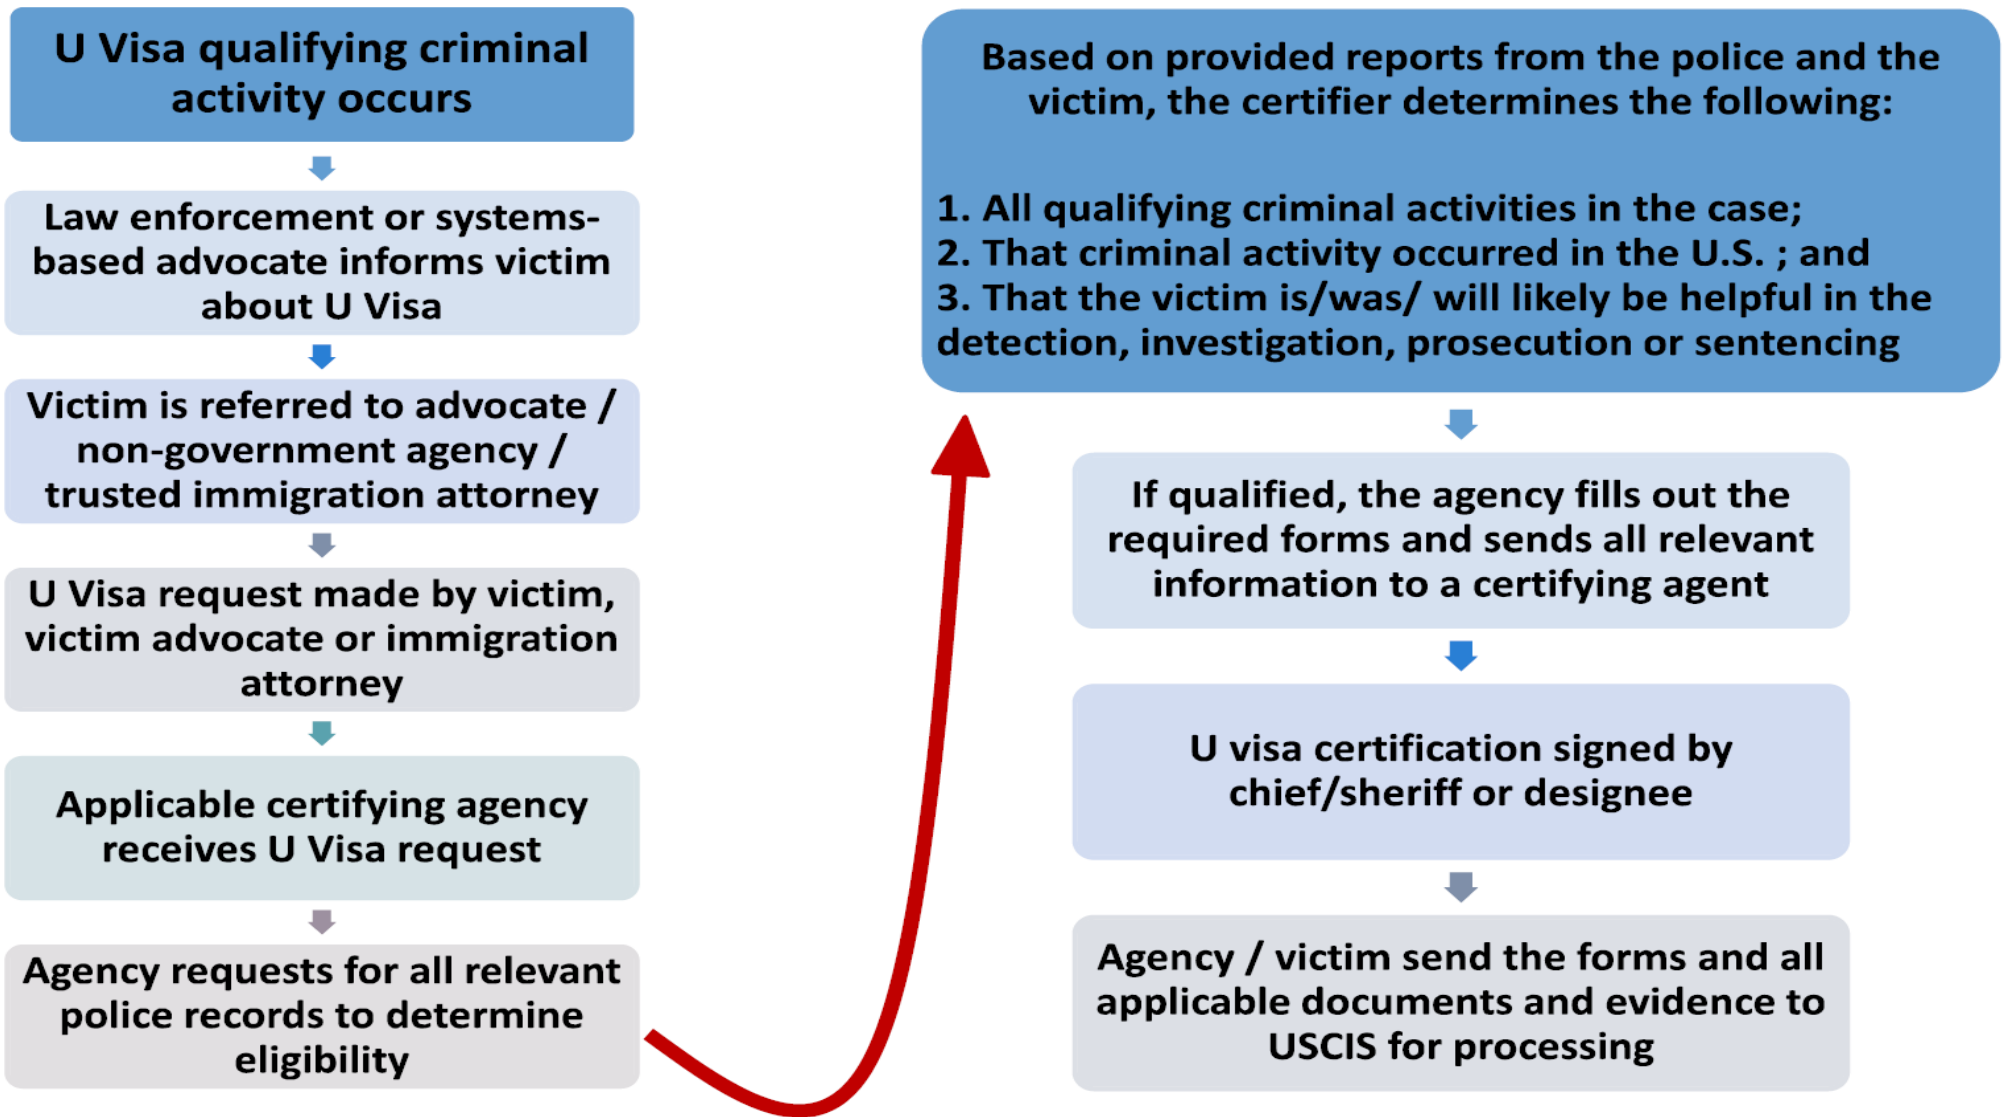 U Visa qualifying criminal
activity occurs
Law enforcement or systems-
based advocate informs victim
about U Visa
Victim is referred to advocate /
non-government agency /
trusted immigration attorney
U Visa request made by victim,
victim advocate or immigration
attorney
Applicable certifying agency
receives U Visa request
Agency requests for all relevant
police records to determine
eligibility
Based on provided reports from the police and the
victim, the certifier determines the following:
1. All qualifying criminal activities in the case;
2. That criminal activity occurred in the U.S. ; and
3. That the victim is/was/ will likely be helpful in the
detection, investigation, prosecution or sentencing
If qualified, the agency fills out the
required forms and sends all relevant
information to a certifying agent
U visa certification signed by
chief/sheriff or designee
Agency / victim send the forms and all
applicable documents and evidence to
USCIS for processing